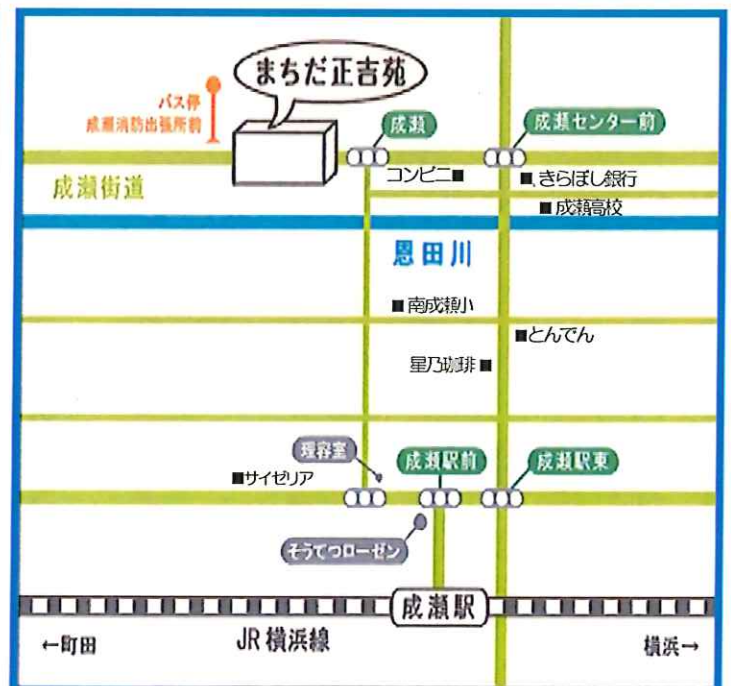 まちだ正吉苑
バス停
成瀬消防出張所前
成瀬
成瀬センター前
コンビニ■
■きらぼし銀行
成瀬街道
■成瀬高校
恩田川
■南成瀬小
■とんでん
星乃珈琲■
理容室
成瀬駅前
成瀬駅東
■サイゼリア
そうてつローゼン
成瀬駅
←町田
JR横浜線
横浜→